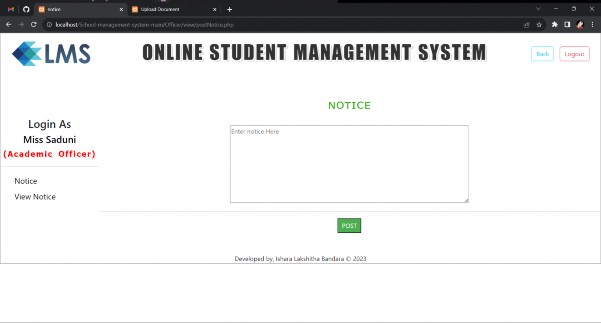 notice
Upload Document
localhost/School-management-system-main/Officer/view/postNotice.php
LMS
ONLINE STUDENT MANAGEMENT SYSTEM
Back
Logout
NOTICE
Login As
Miss Saduni
(Academic Officer)
Enter notice Here
Notice
View Notice
POST
Developed by, Ishara Lakshitha Bandara © 2023